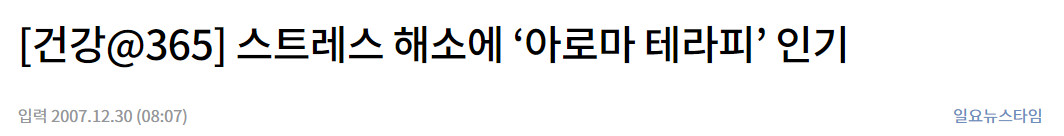 [건강@365] 스트레스 해소에 ‘아로마 테라피’ 인기
입력 2007.12.30 (08:07) 일요뉴스타임